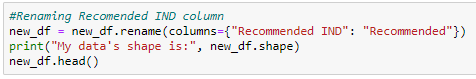 #Renaming Recomended IND column
new_df = new_df.rename(columns={"Recommended IND": "Recommended"})
print("My data's shape is:", new_df.shape)
new_df.head()